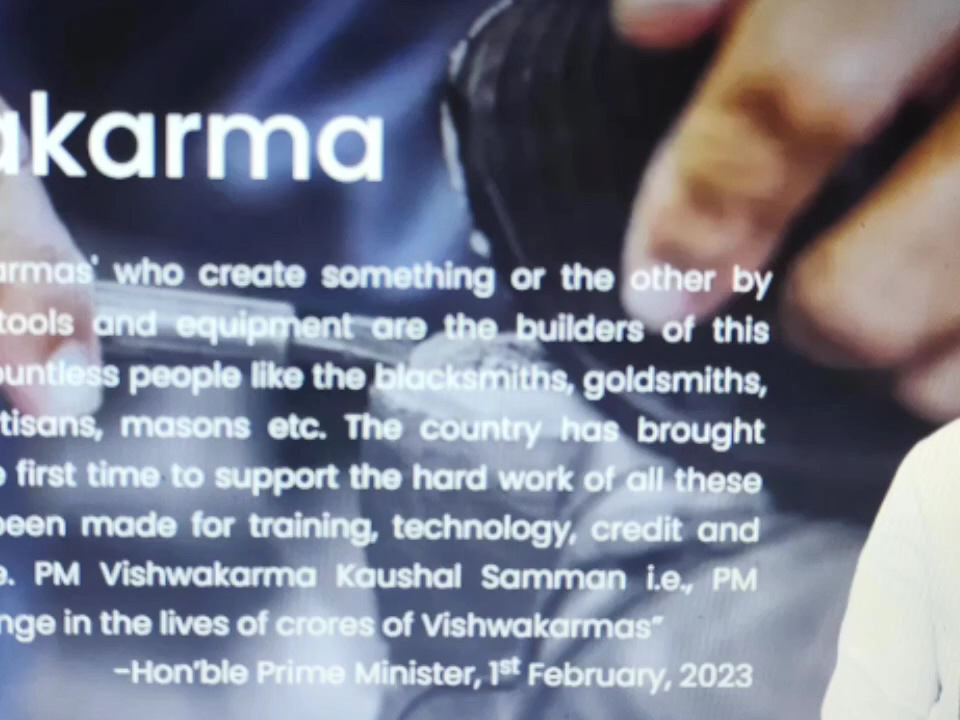 akarma
armas' who create something or the other by
tools and equipment are the builders of this
ountless people like the blacksmiths, goldsmiths,
tisans, masons etc. The country has brought
first time to support the hard work of all these
been made for training, technology, credit and
e. PM Vishwakarma Kaushal Samman i.e., PM
nge in the lives of crores of Vishwakarmas”
-Hon'ble Prime Minister, 1st February, 2023